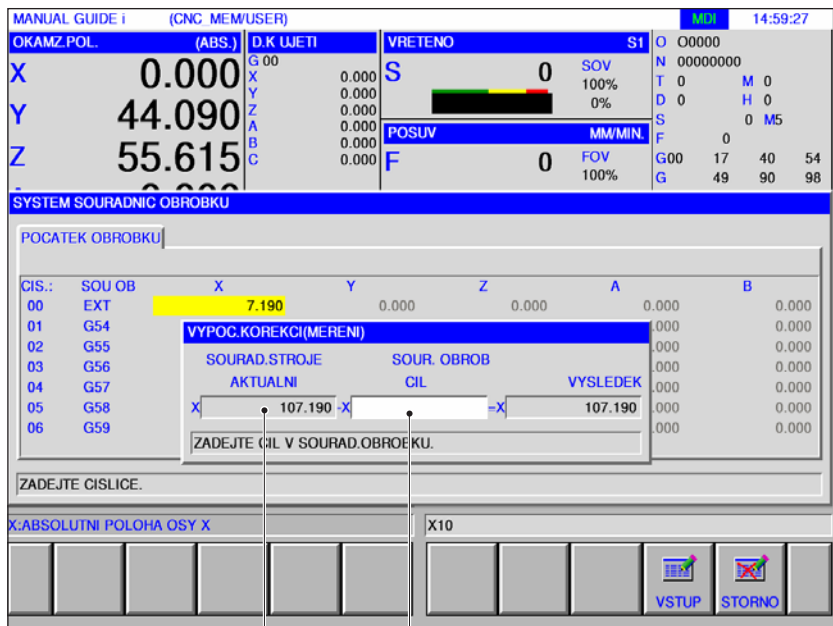 MANUAL GUIDE i (CNC_MEM/USER) MDI 14:59:27
OKAMZ.POL. (ABS.) D.K UJETI VRETENO S1 O O0000
X 0.000 G 00 S 0 SOV N 00000000
X 0.000 100% T 0 M 0
Y 0.000 0% D 0 H 0
Y 44.090 Z 0.000 S 0 M5
A 0.000 POSUV MM/MIN. F 0
Z 55.615 B 0.000 F 0 FOV G00 17 40 54
C 0.000 100% G 49 90 98
SYSTEM SOURADNIC OBROBKU
POCATEK OBROBKU
CIS.: SOU OB X Y Z A B
00 EXT 7.190 0.000 0.000 0.000 0.000
01 G54 .000 0.000
VYPOC.KOREKCI(MERENI)
02 G55 .000 0.000
SOURAD.STROJE SOUR. OBROB
03 G56 .000 0.000
AKTUALNI CIL VYSLEDEK
04 G57 .000 0.000
05 G58 X 107.190 -X =X 107.190 .000 0.000
06 G59 .000 0.000
ZADEJTE CIL V SOURAD.OBROBKU.
ZADEJTE CISLICE.
X:ABSOLUTNI POLOHA OSY X X10
VSTUP STORNO